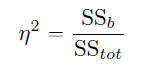 η² = SS_b / SS_tot